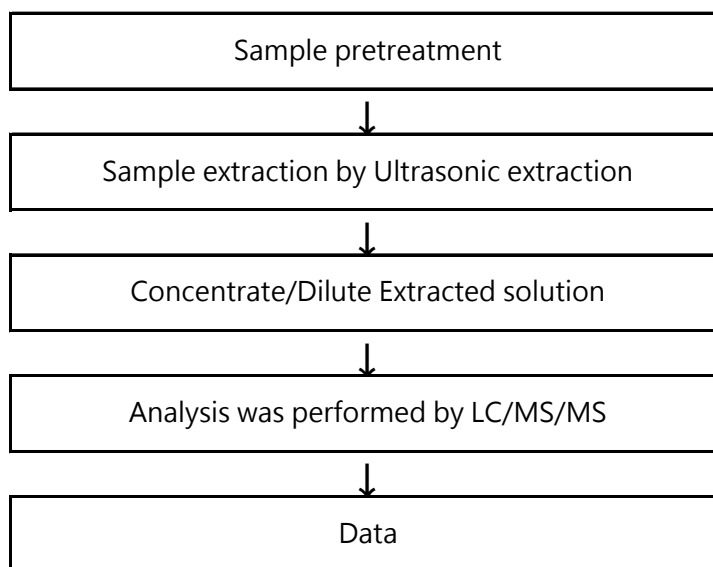 Sample pretreatment
Sample extraction by Ultrasonic extraction
Concentrate/Dilute Extracted solution
Analysis was performed by LC/MS/MS
Data